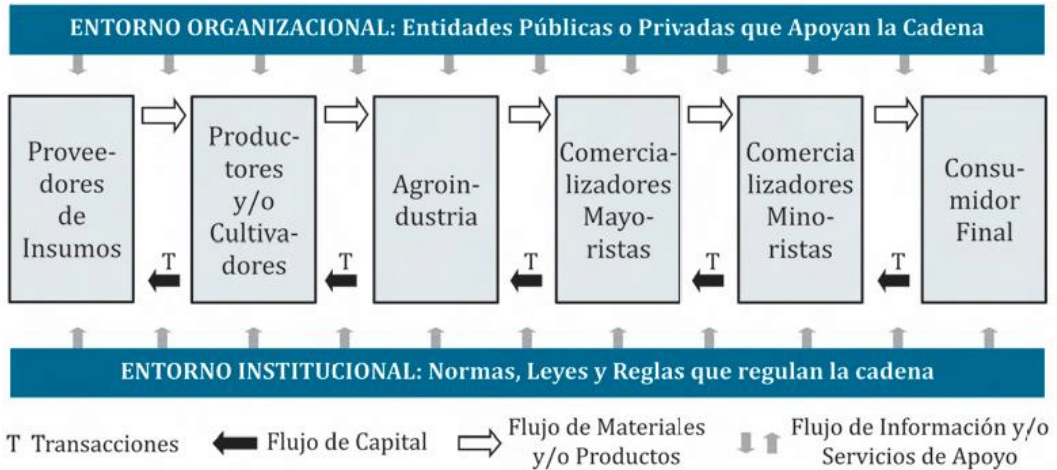 ENTORNO ORGANIZACIONAL: Entidades Públicas o Privadas que Apoyan la Cadena
Provee-
dores
de
Insumos
T
Produc-
tores
y/o
Cultiva-
dores
T
Agroin-
dustria
T
Comercia-
lizadores
Mayo-
ristas
T
Comercia
lizadores
Mino-
ristas
T
Consu-
midor
Final
ENTORNO INSTITUCIONAL: Normas, Leyes y Reglas que regulan la cadena
T Transacciones
Flujo de Capital
Flujo de Materiales
y/o Productos
Flujo de Información y/o
Servicios de Apoyo